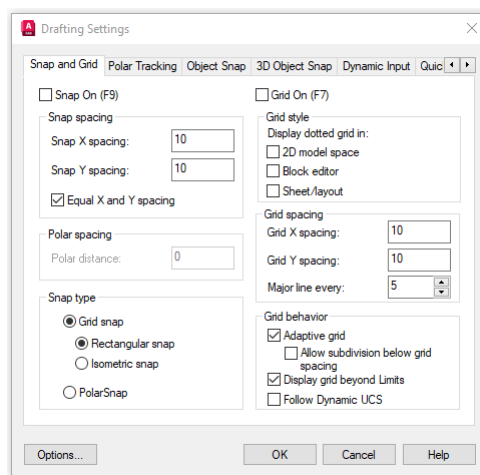 Drafting Settings
Snap and Grid Polar Tracking Object Snap 3D Object Snap Dynamic Input Quic
Snap On (F9)
Snap spacing
Snap X spacing: 10
Snap Y spacing: 10
Equal X and Y spacing
Polar spacing
Polar distance: 0
Snap type
Grid snap
Rectangular snap
Isometric snap
PolarSnap
Grid On (F7)
Grid style
Display dotted grid in:
2D model space
Block editor
Sheet/layout
Grid spacing
Grid X spacing: 10
Grid Y spacing: 10
Major line every: 5
Grid behavior
Adaptive grid
Allow subdivision below grid
spacing
Display grid beyond Limits
Follow Dynamic UCS
Options... OK Cancel Help